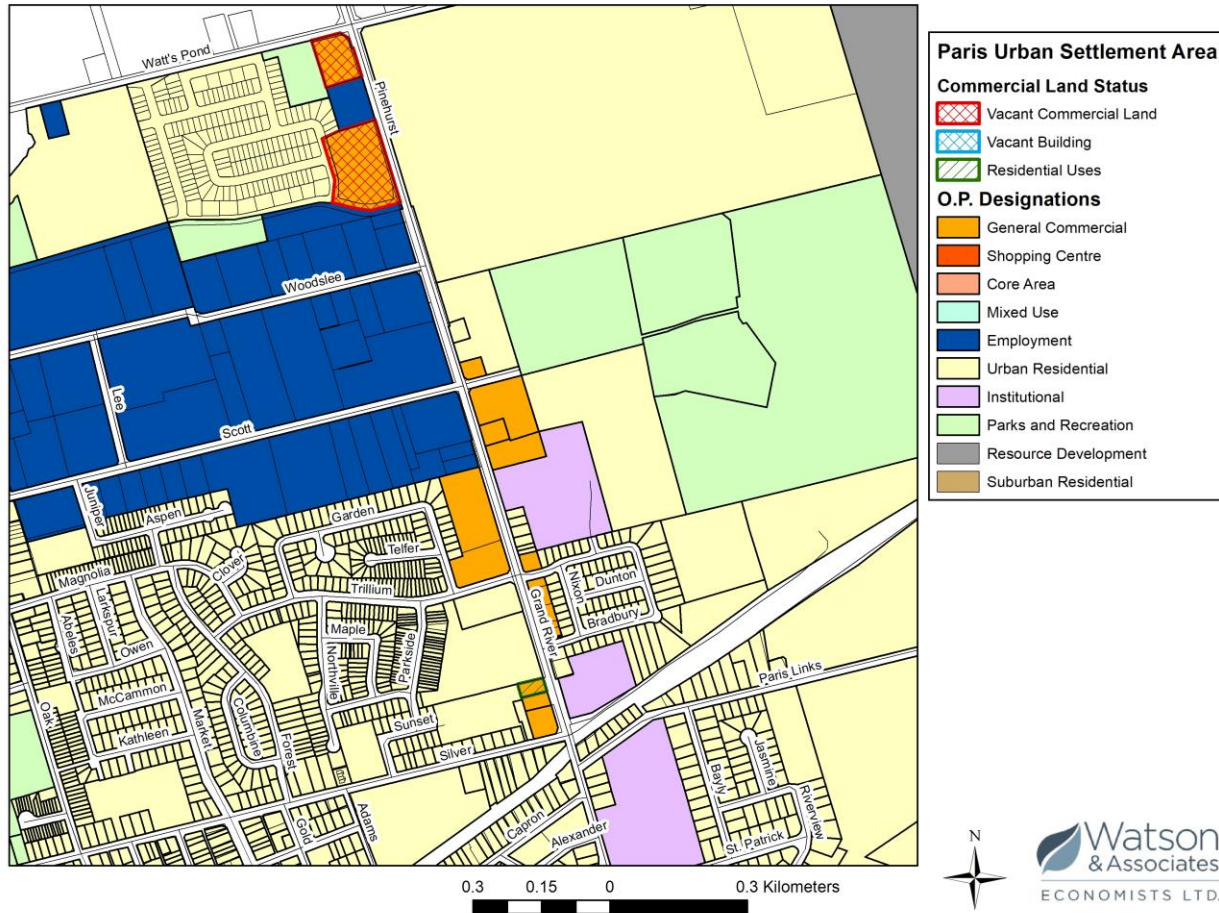 Watt's Pond
Pinehurst
Woodslee
Lee
Scott
Juniper
Aspen
Garden
Telfer
Clover
Magnolia
Trillium
Nixon
Dunton
Bradbury
Grand River
Abeles
Larkspur
Owen
Maple
Northville
Parkside
McCammon
Oak
Market
Columbine
Kathleen
Forest
Sunset
Silver
Paris Links
Bayly
Jasmine
Riverview
St. Patrick
Capron
Alexander
Gold
Adams
Paris Urban Settlement Area
Commercial Land Status
Vacant Commercial Land
Vacant Building
Residential Uses
O.P. Designations
General Commercial
Shopping Centre
Core Area
Mixed Use
Employment
Urban Residential
Institutional
Parks and Recreation
Resource Development
Suburban Residential
0.3 0.15 0 0.3 Kilometers
N
Watson
& Associates
ECONOMISTS LTD.